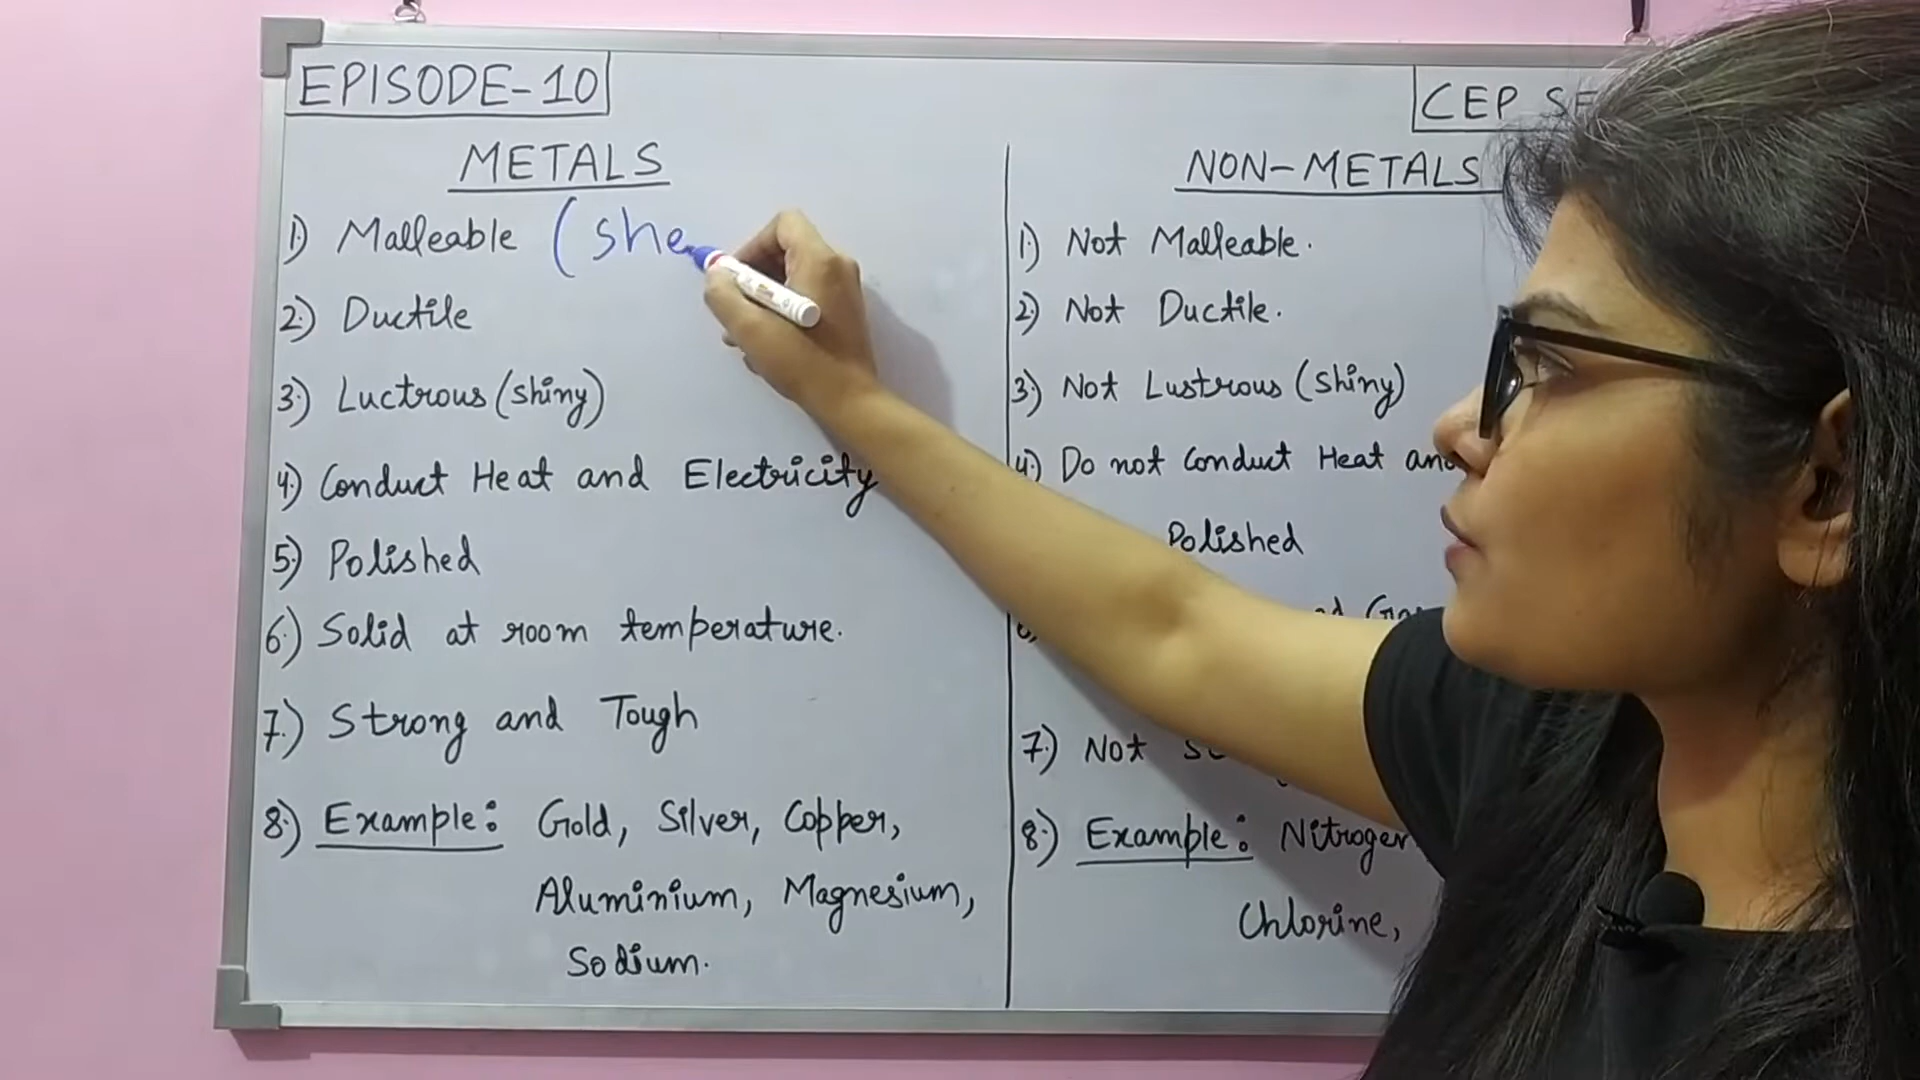 EPISODE-10
CEP
METALS
1) Malleable (she
2) Ductile
3) Luctrous (shiny)
4) Conduct Heat and Electricity
5) Polished
6) Solid at room temperature.
7) Strong and Tough
8) Example: Gold, Silver, Copper,
Aluminium, Magnesium,
Sodium.
NON-METALS
1) Not Malleable.
2) Not Ductile.
3) Not Lustrous (shiny)
4) Do not Conduct Heat and
Polished
7) Not
8) Example: Nitrogen
Chlorine,